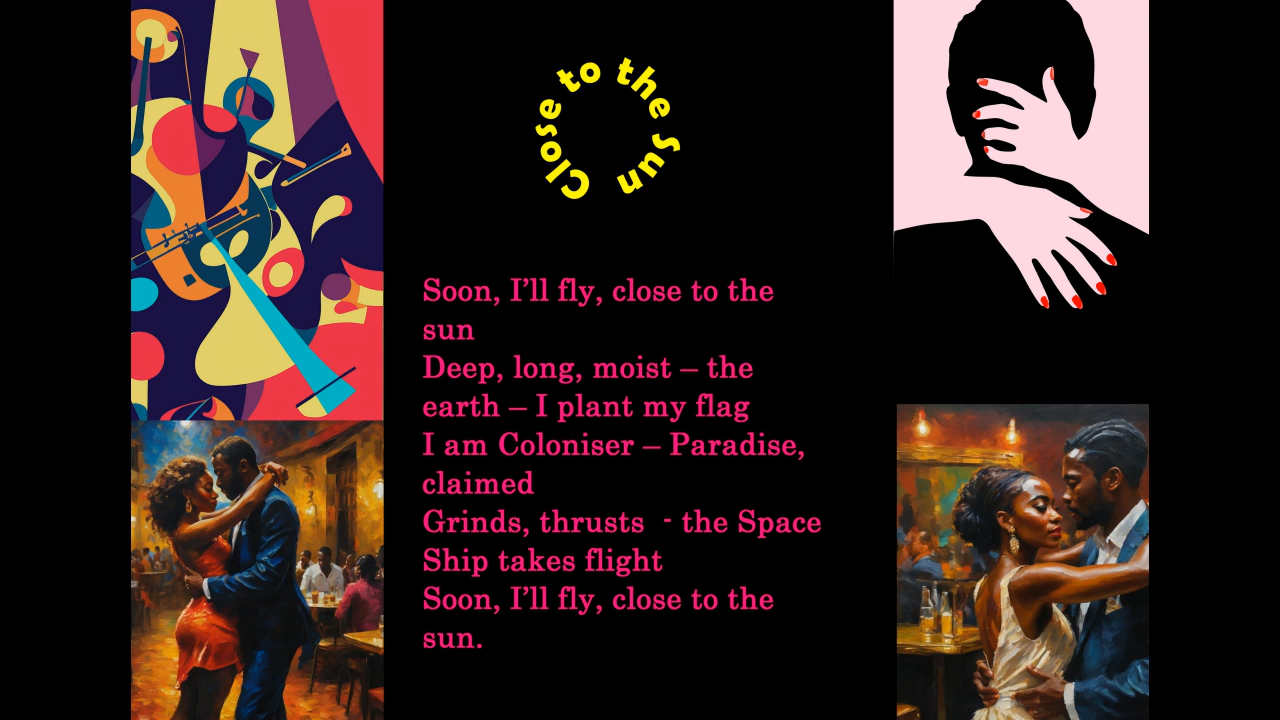 Close to the Sun
Soon, I’ll fly, close to the
sun
Deep, long, moist – the
earth – I plant my flag
I am Coloniser – Paradise,
claimed
Grinds, thrusts  - the Space
Ship takes flight
Soon, I’ll fly, close to the
sun.